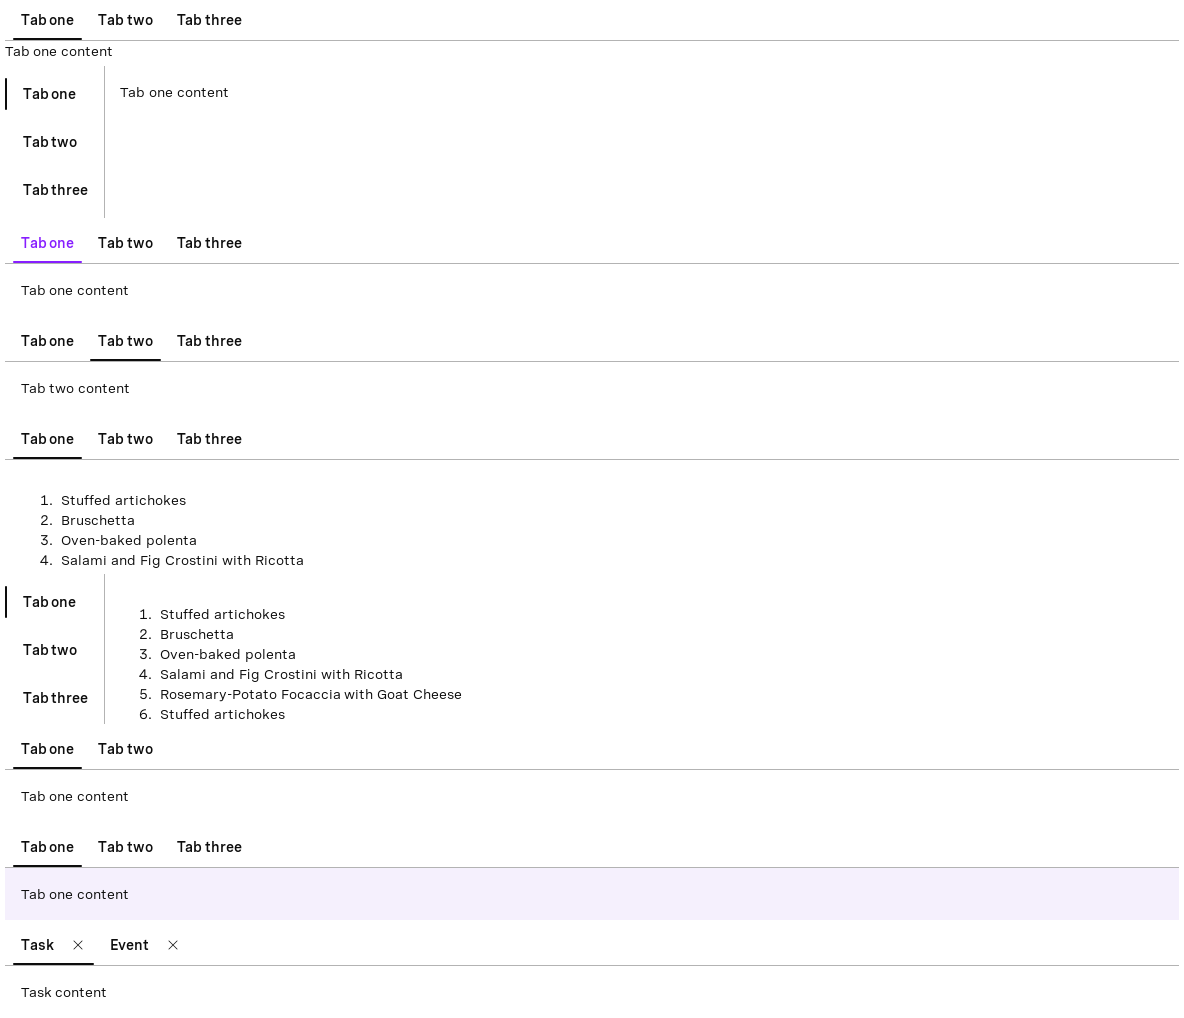 Tab one Tab two Tab three
Tab one content
Tab one
Tab one content
Tab two
Tab three
Tab one Tab two Tab three
Tab one content
Tab one Tab two Tab three
Tab two content
Tab one Tab two Tab three
1. Stuffed artichokes
2. Bruschetta
3. Oven-baked polenta
4. Salami and Fig Crostini with Ricotta
Tab one
Tab two
Tab three
1. Stuffed artichokes
2. Bruschetta
3. Oven-baked polenta
4. Salami and Fig Crostini with Ricotta
5. Rosemary-Potato Focaccia with Goat Cheese
6. Stuffed artichokes
Tab one Tab two
Tab one content
Tab one Tab two Tab three
Tab one content
Task Event
Task content